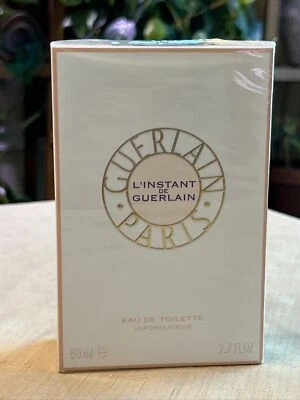 GUERLAIN
L'INSTANT
DE
GUERLAIN
• PARIS •
EAU DE TOILETTE
VAPORISATEUR
80 ml ℮ 2.7 FL.OZ